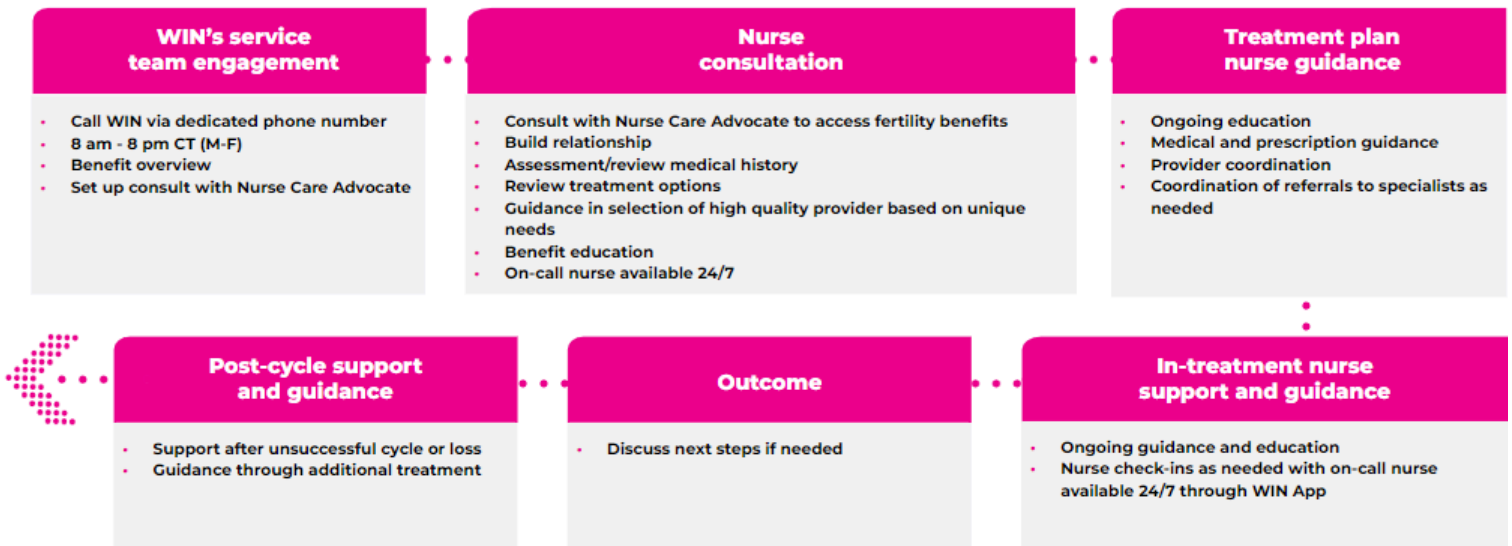 WIN's service
team engagement
• Call WIN via dedicated phone number
• 8 am - 8 pm CT (M-F)
• Benefit overview
• Set up consult with Nurse Care Advocate
Nurse
consultation
• Consult with Nurse Care Advocate to access fertility benefits
• Build relationship
• Assessment/review medical history
• Review treatment options
• Guidance in selection of high quality provider based on unique
needs
• Benefit education
• On-call nurse available 24/7
Treatment plan
nurse guidance
• Ongoing education
• Medical and prescription guidance
• Provider coordination
• Coordination of referrals to specialists as
needed
In-treatment nurse
support and guidance
• Ongoing guidance and education
• Nurse check-ins as needed with on-call nurse
available 24/7 through WIN App
Outcome
• Discuss next steps if needed
Post-cycle support
and guidance
• Support after unsuccessful cycle or loss
• Guidance through additional treatment